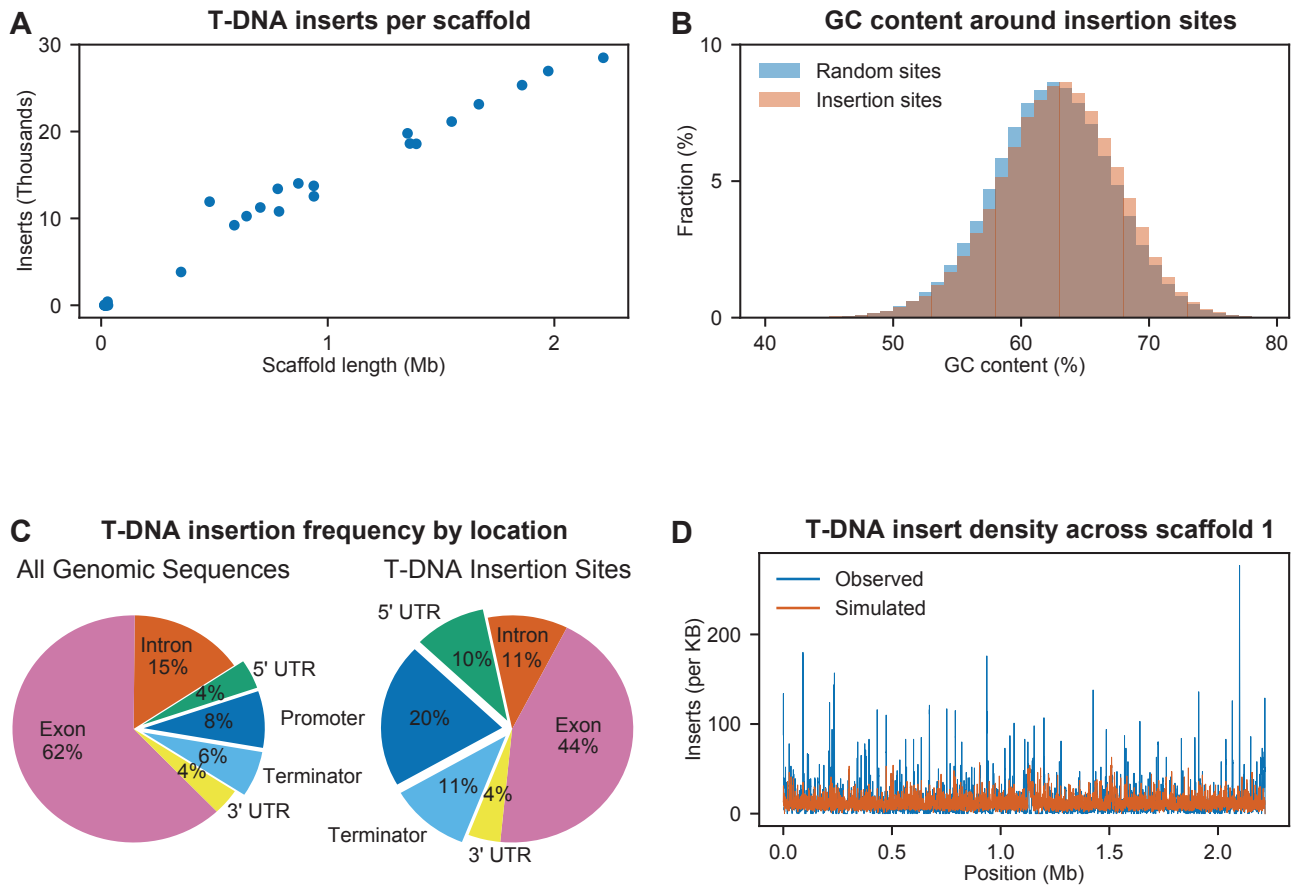 A
T-DNA inserts per scaffold
30
20
10
0
Inserts (Thousands)
0
1
2
Scaffold length (Mb)
B
GC content around insertion sites
10
5
0
Fraction (%)
Random sites
Insertion sites
40
50
60
70
80
GC content (%)
C
T-DNA insertion frequency by location
All Genomic Sequences
Intron
15%
5' UTR
4%
Promoter
8%
Terminator
6%
4%
3' UTR
Exon
62%
T-DNA Insertion Sites
5' UTR
10%
Intron
11%
20%
Exon
44%
11%
4%
Terminator
3' UTR
D
T-DNA insert density across scaffold 1
Observed
Simulated
200
100
0
Inserts (per KB)
0.0
0.5
1.0
1.5
2.0
Position (Mb)